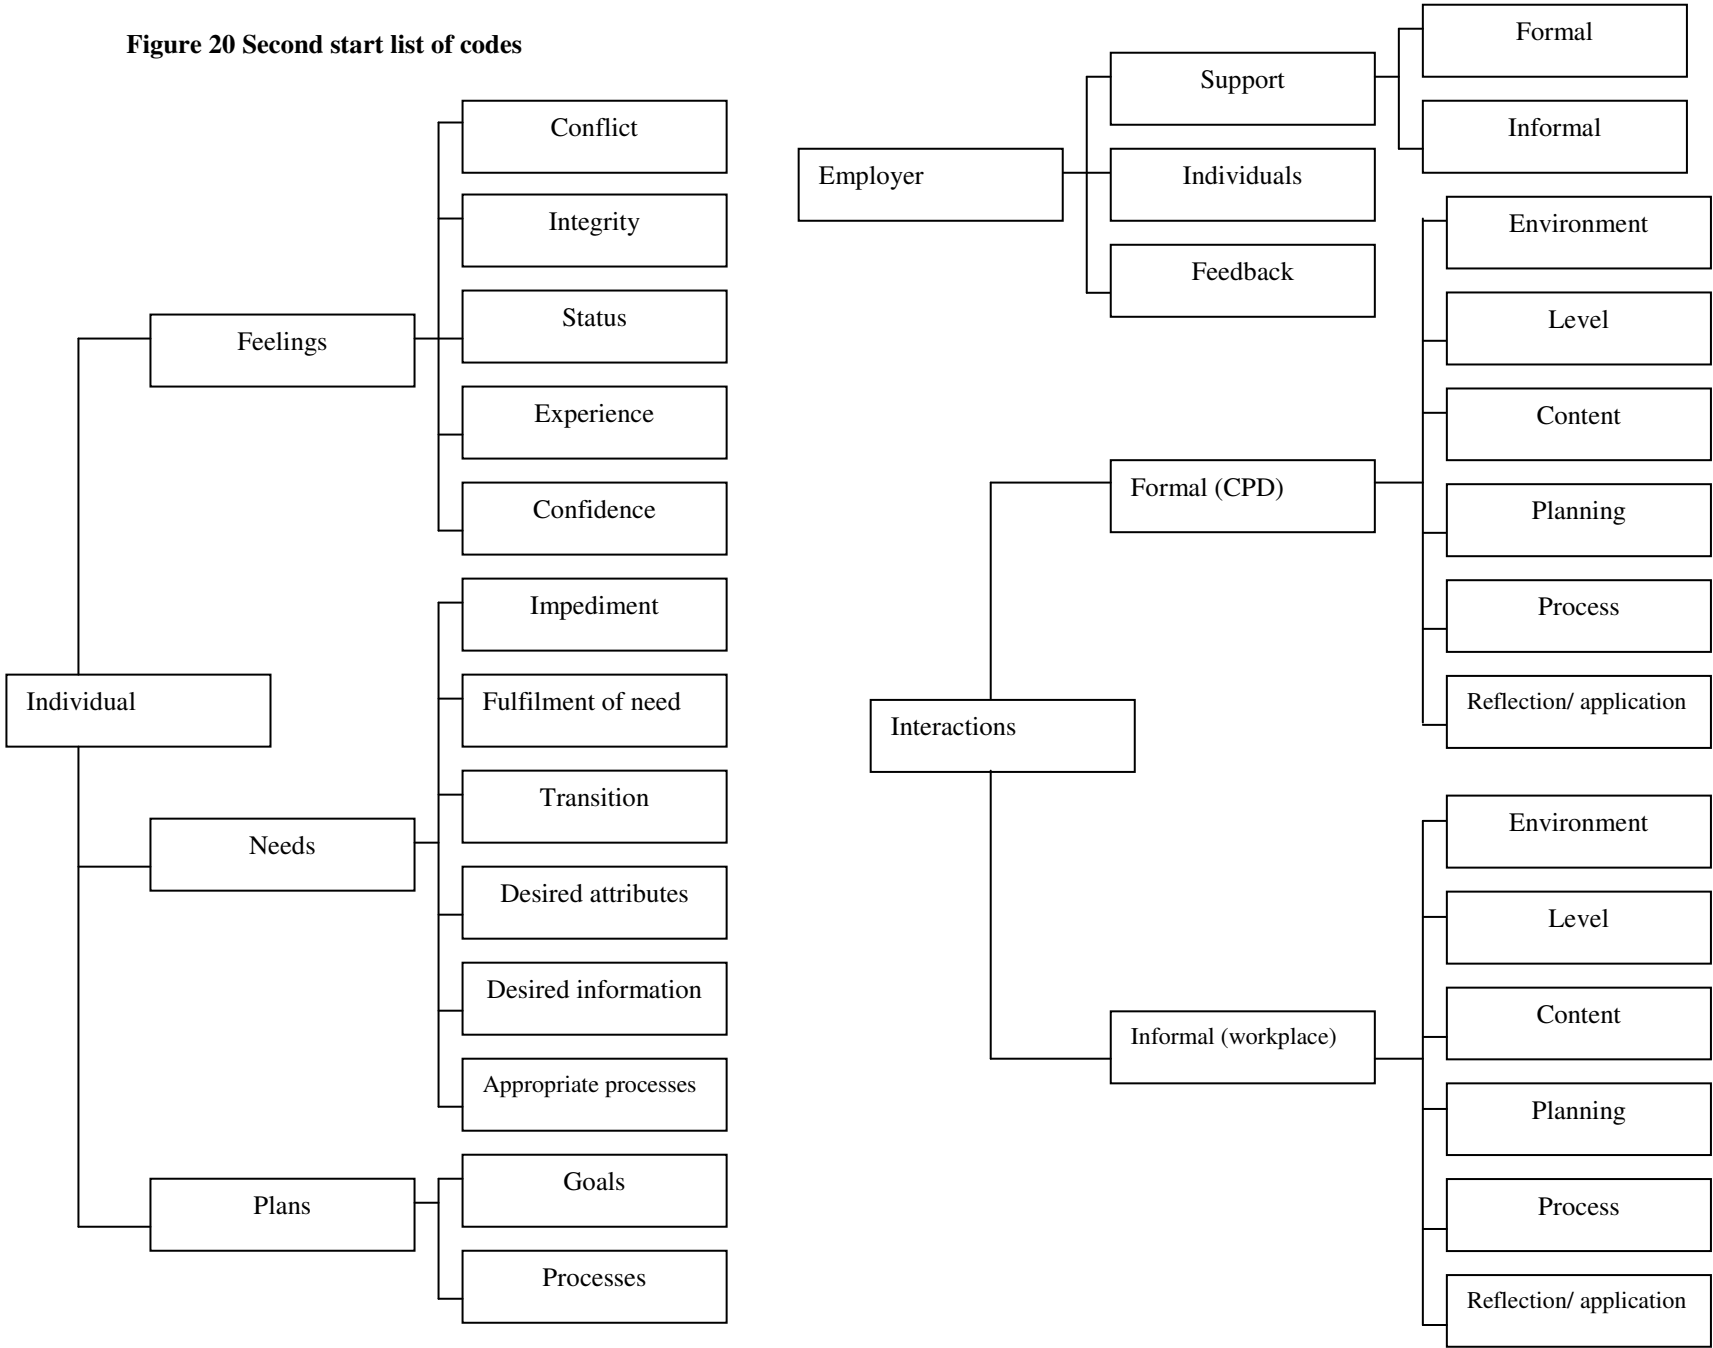 Figure 20 Second start list of codes
Individual
Feelings
Conflict
Integrity
Status
Experience
Confidence
Needs
Impediment
Fulfilment of need
Transition
Desired attributes
Desired information
Appropriate processes
Plans
Goals
Processes
Employer
Support
Formal
Informal
Individuals
Feedback
Interactions
Formal (CPD)
Environment
Level
Content
Planning
Process
Reflection/ application
Informal (workplace)
Environment
Level
Content
Planning
Process
Reflection/ application